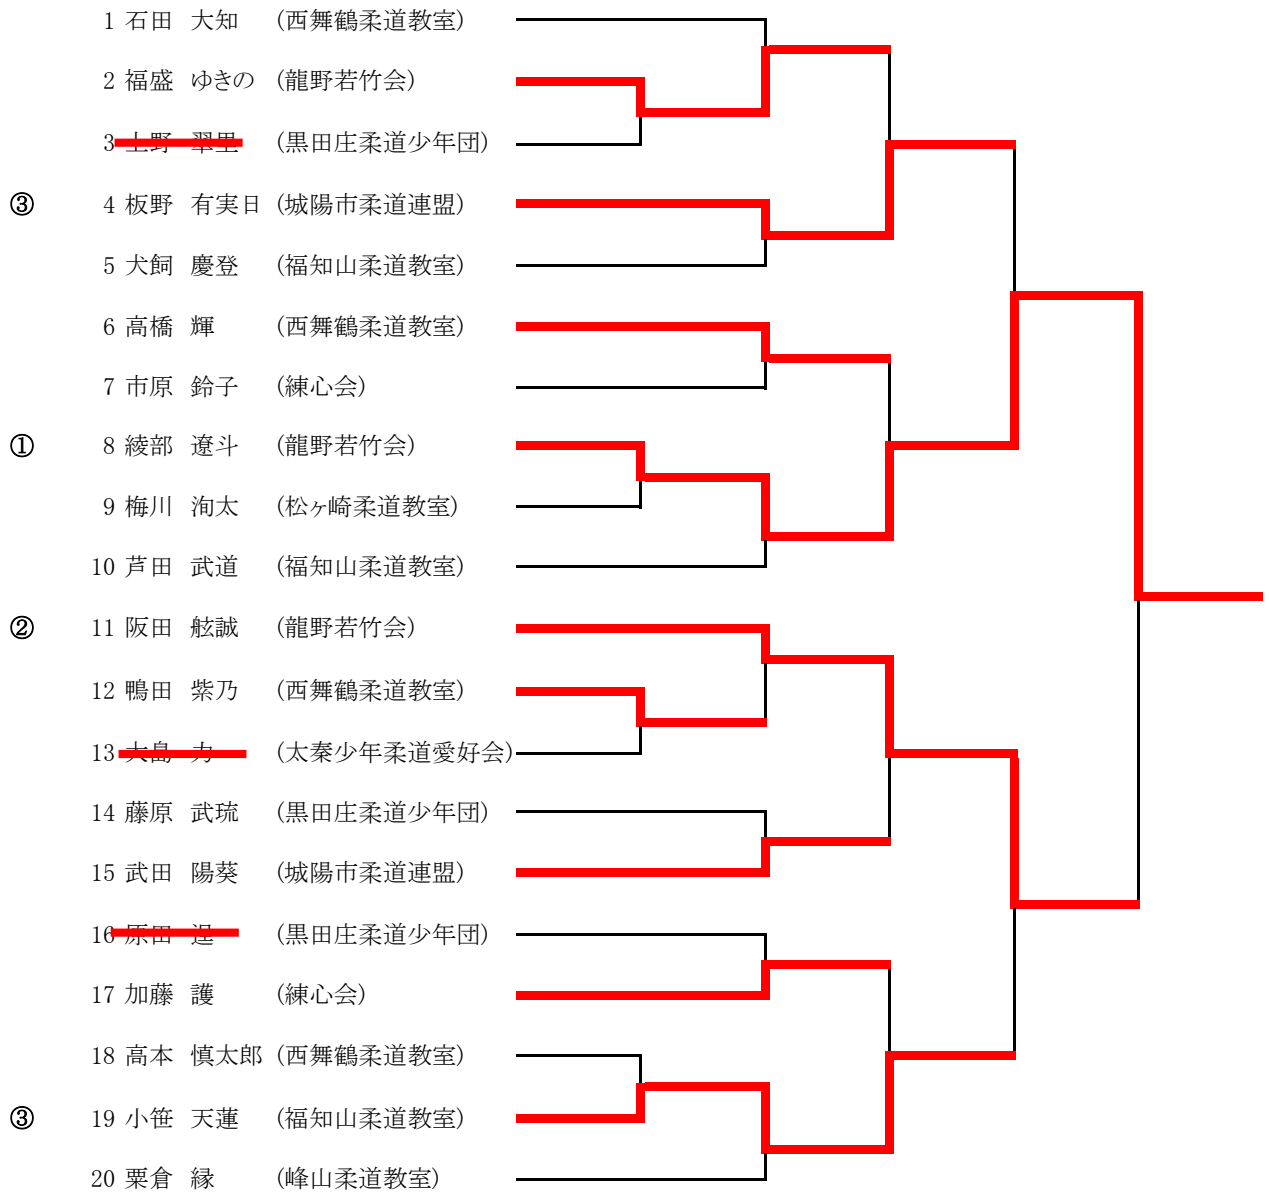 1 石田 大知 (西舞鶴柔道教室)
2 福盛 ゆきの (龍野若竹会)
3 上野 翠里 (黒田庄柔道少年団)
③ 4 板野 有実日 (城陽市柔道連盟)
5 犬飼 慶登 (福知山柔道教室)
6 高橋 輝 (西舞鶴柔道教室)
7 市原 鈴子 (練心会)
① 8 綾部 遼斗 (龍野若竹会)
9 梅川 洵太 (松ヶ崎柔道教室)
10 芦田 武道 (福知山柔道教室)
② 11 阪田 舷誠 (龍野若竹会)
12 鴨田 紫乃 (西舞鶴柔道教室)
13 大島 力 (太秦少年柔道愛好会)
14 藤原 武琉 (黒田庄柔道少年団)
15 武田 陽葵 (城陽市柔道連盟)
16 原田 (黒田庄柔道少年団)
17 加藤 護 (練心会)
18 高本 慎太郎 (西舞鶴柔道教室)
③ 19 小笹 天蓮 (福知山柔道教室)
20 粟倉 縁 (峰山柔道教室)